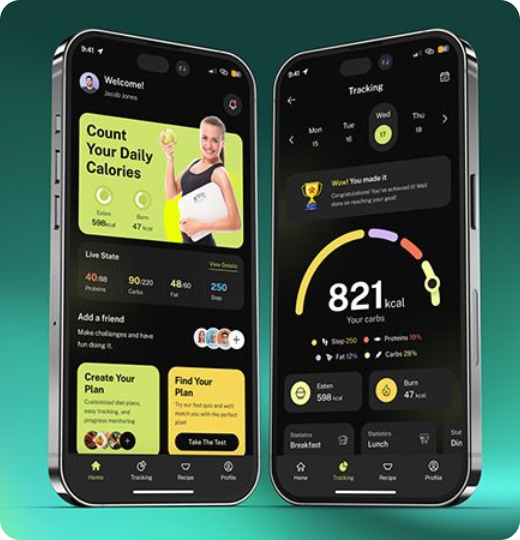 9:41
Welcome!
Jacob Jones
Count
Your Daily
Calories
Eaten
598kcal
Burn
47 kcal
Live State
View Details
40/88
Proteins
90/220
Carbs
48/60
Fat
250
Step
Add a friend
Make challenges and have
fun doing it.
+
Create Your
Plan
Customized diet plans,
easy tracking, and
progress mentoring
+
Find Your
Plan
Try our fast quiz and we'll
match you with the perfect
plan!
Take The Test
Home
Tracking
Recipe
Profile
9:41
Tracking
Mon
15
Tue
16
Wed
17
Thu
18
Wow! You made it
Congratulations! You've achieved it! Well
done on reaching your goal!
821kcal
Your carbs
Step 250
Proteins 19%
Fat 12%
Carbs 28%
Eaten
598 kcal
Burn
47 kcal
Statistics
Breakfast
Statistics
Lunch
Stati
Din
Home
Tracking
Recipe
Profile